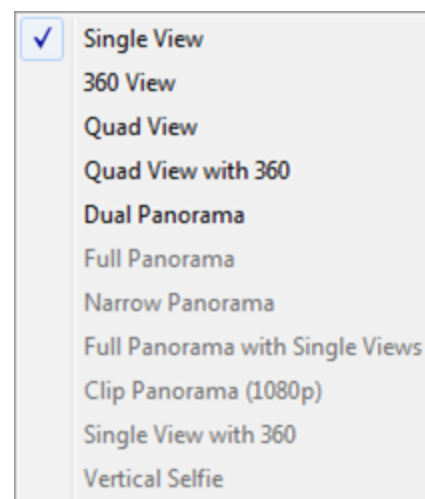 Single View
360 View
Quad View
Quad View with 360
Dual Panorama
Full Panorama
Narrow Panorama
Full Panorama with Single Views
Clip Panorama (1080p)
Single View with 360
Vertical Selfie